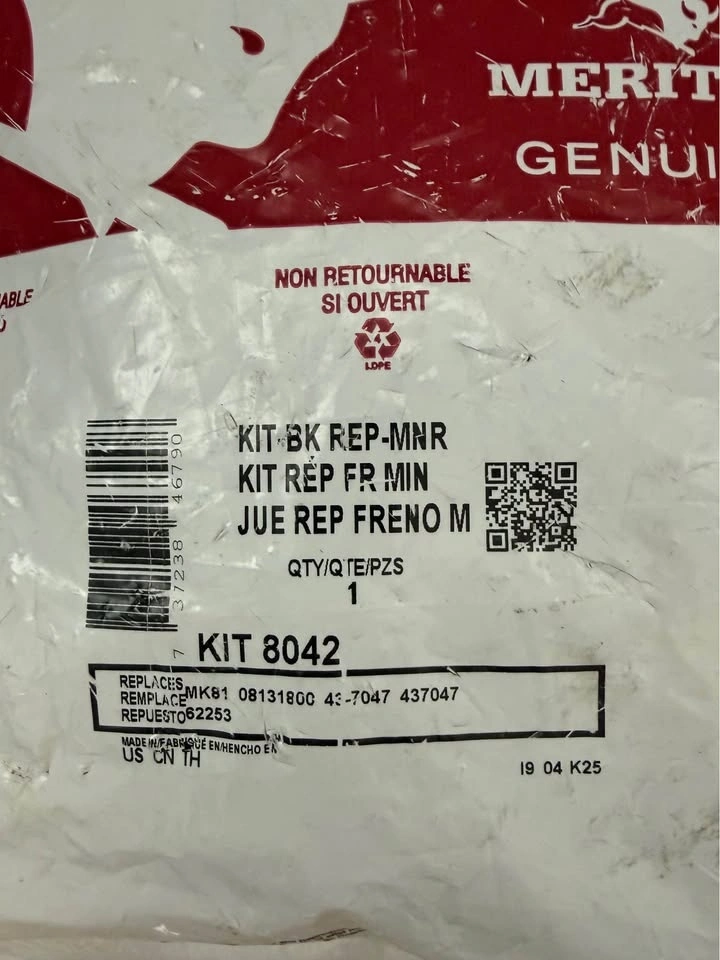 MERIT
GENUI
NON RETOURNABLE
SI OUVERT
ABLE
LDPE
KIT-BK REP-MNR
KIT REP FR MIN
JUE REP FRENO M
QTY/QTE/PZS
1
7 37238 46790
KIT 8042
REPLACES
REMPLACE
REPUESTO
MK81 08131800 43-7047 437047
62253
MADE IN/FABRIQUÉ EN/HENCHO EN
US CN TH
19 04 K25